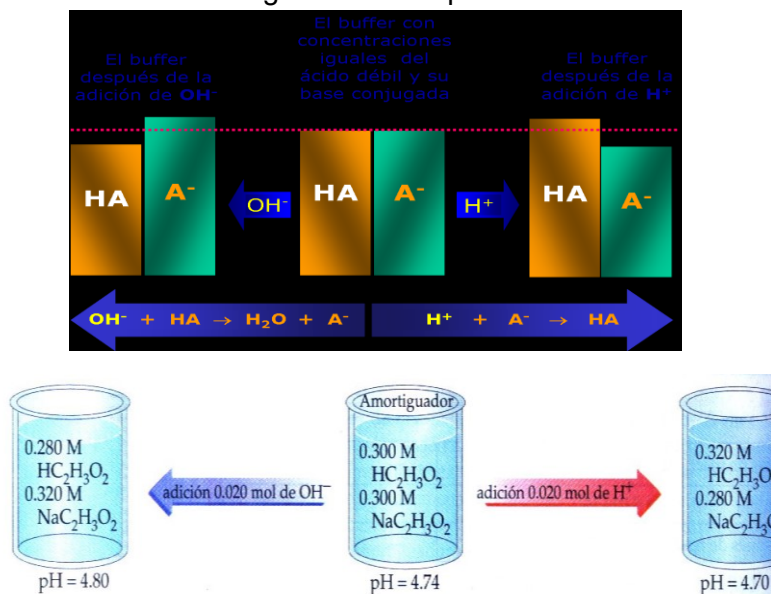 El buffer
después de la
adición de OH-
El buffer con
concentraciones
iguales del
ácido débil y su
base conjugada
El buffer
después de la
adición de H+
HA
A-
OH-
HA
A-
H+
HA
A-
OH- + HA → H2O + A-
H+ + A- → HA
0.280 M
HC2H3O2
0.320 M
NaC2H3O2
pH = 4.80
adición 0.020 mol de OH-
Amortiguador
0.300 M
HC2H3O2
0.300 M
NaC2H3O2
pH = 4.74
adición 0.020 mol de H+
0.320 M
HC2H3O
0.280 M
NaC2H3O
pH = 4.70